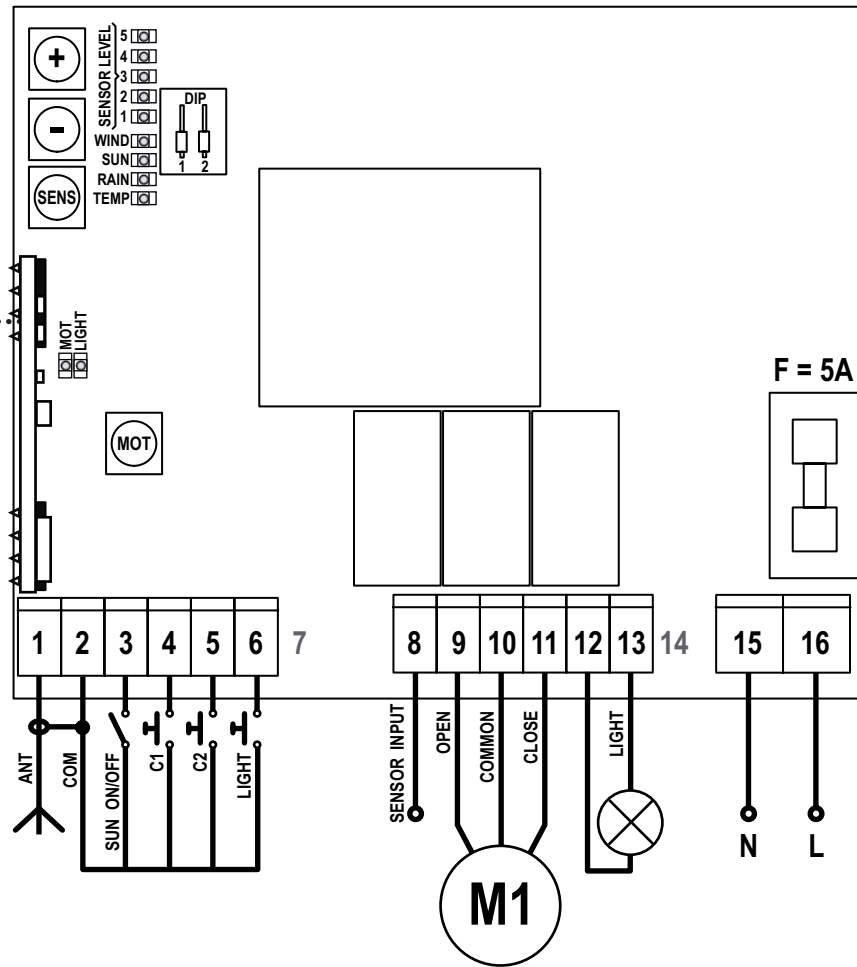 +
-
SENS
SENSOR LEVEL
5
4
3
2
1
WIND
SUN
RAIN
TEMP
DIP
1 2
MOT
LIGHT
MOT
F = 5A
1 2 3 4 5 6 7
8 9 10 11 12 13 14
15 16
ANT
COM
SUN ON/OFF
C1
C2
LIGHT
SENSOR INPUT
OPEN
COMMON
CLOSE
LIGHT
M1
N
L